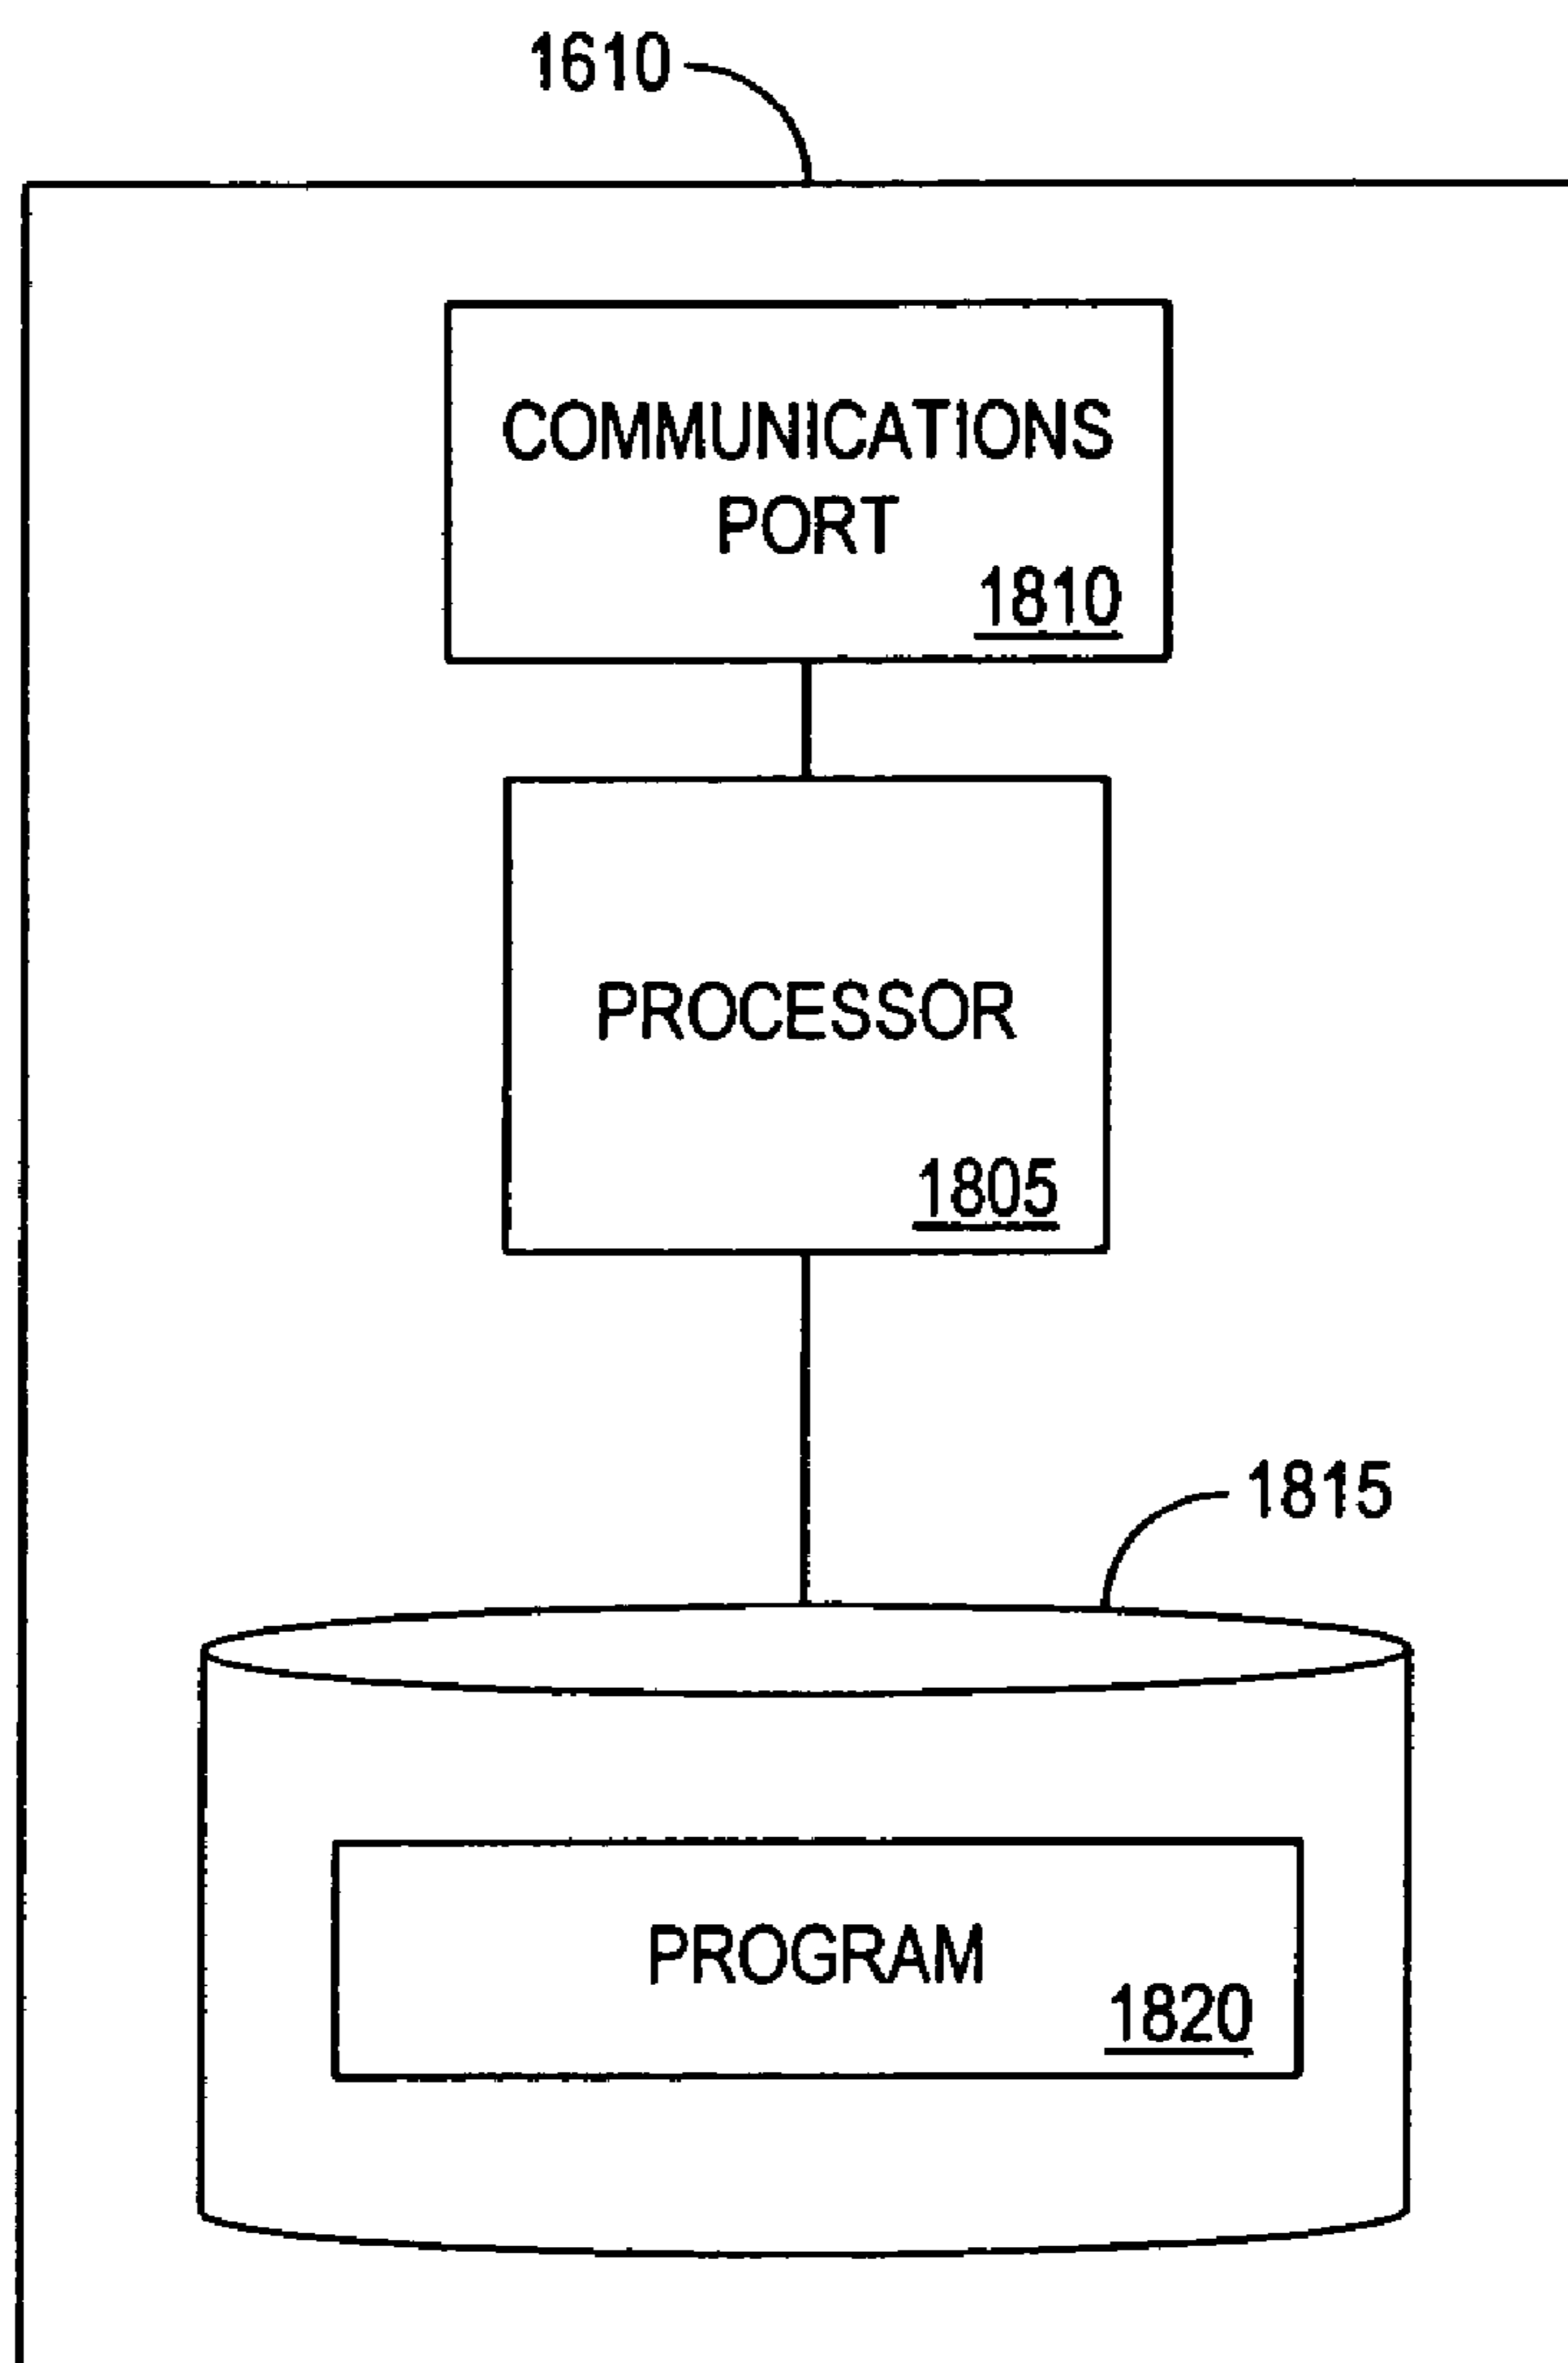 1610
COMMUNICATIONS
PORT
1810
PROCESSOR
1805
1815
PROGRAM
1820